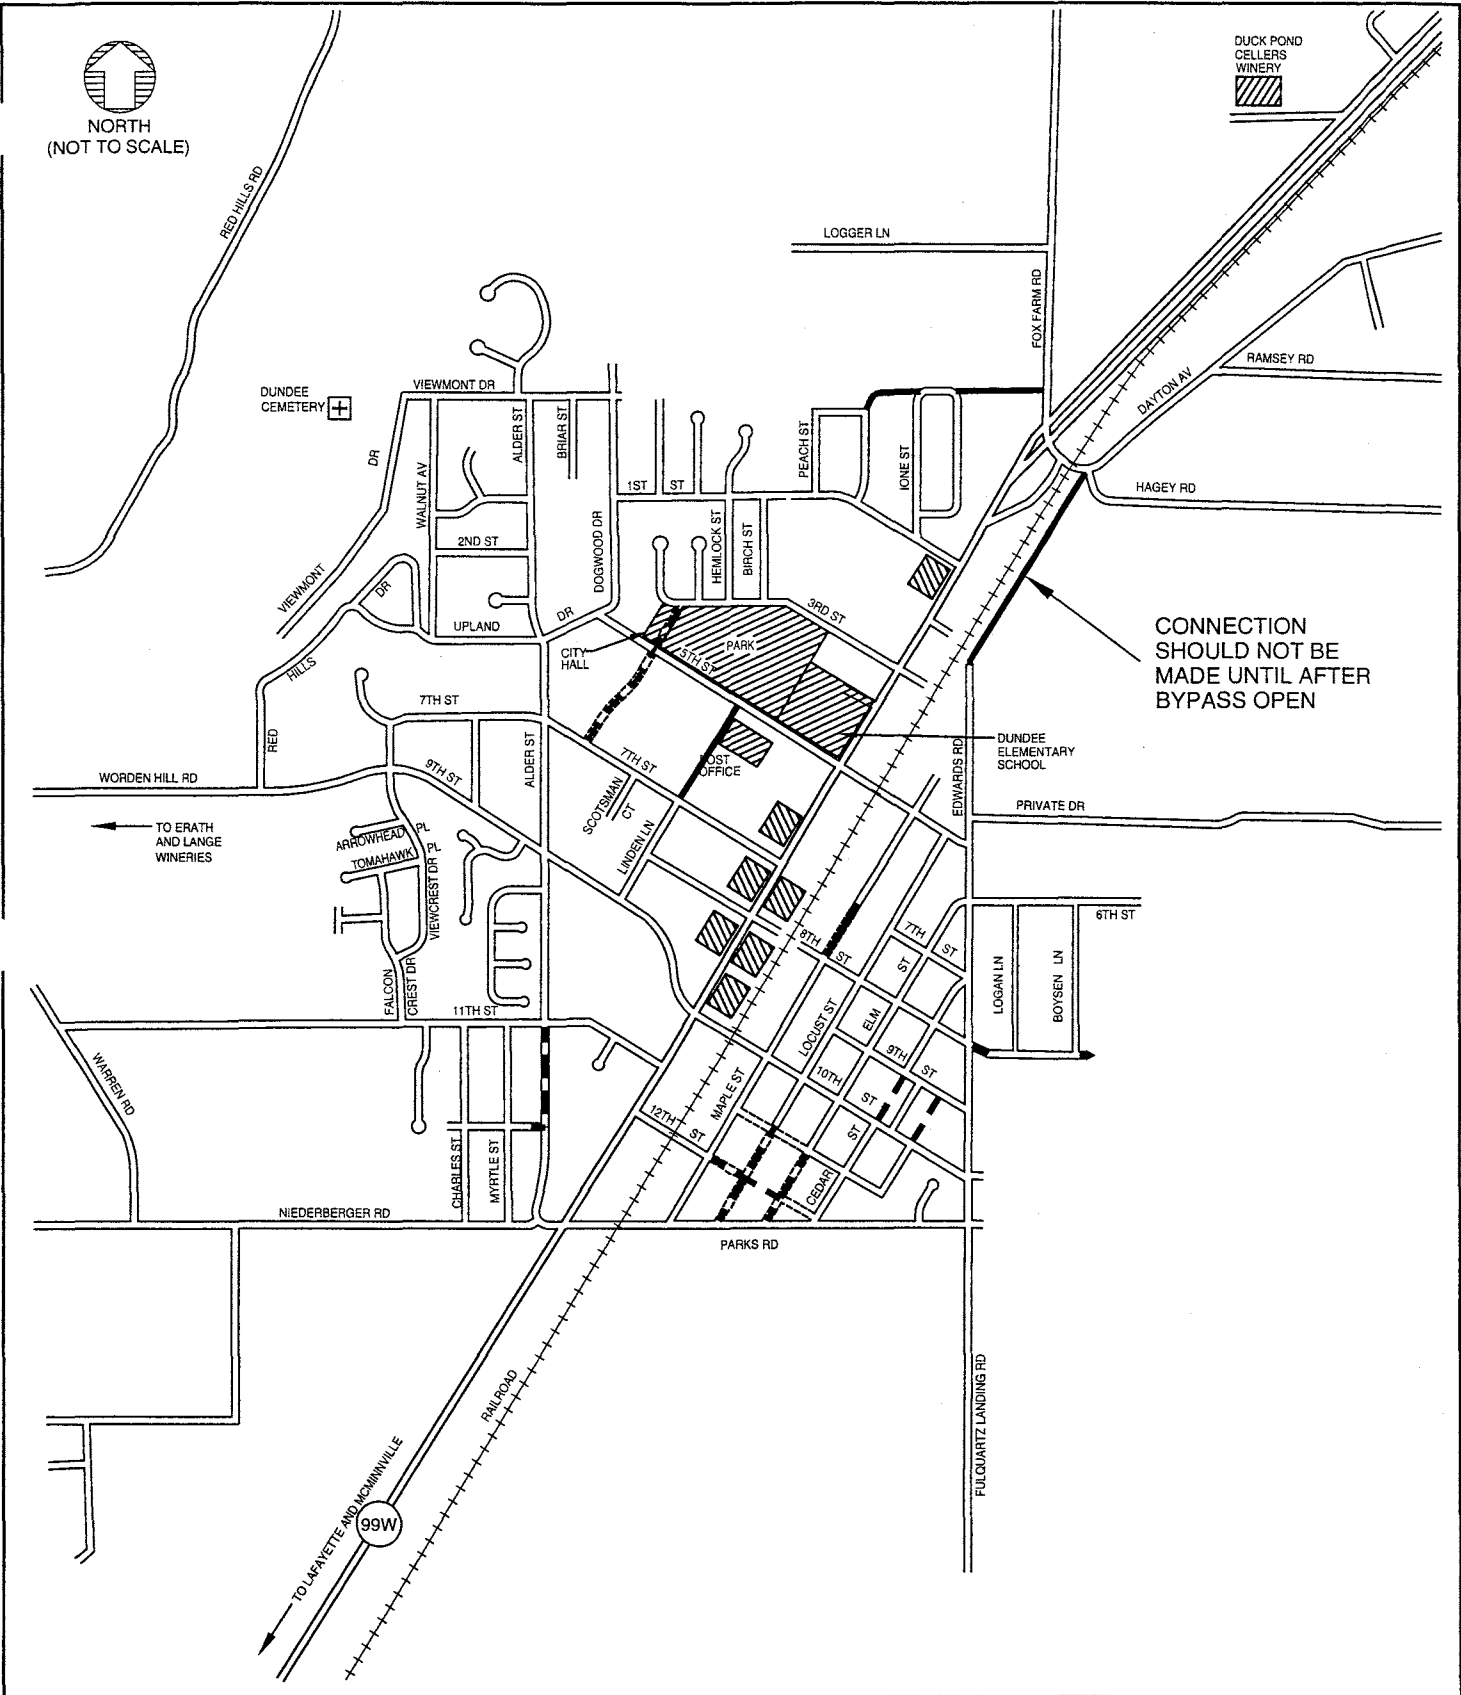 DUCK POND
CELLERS
WINERY
NORTH
(NOT TO SCALE)
RED HILLS RD
LOGGER LN
FOX FARM RD
RAMSEY RD
DAYTON AV
HAGEY RD
DUNDEE
CEMETERY
VIEWMONT DR
ALDER ST
BRIAR ST
WALNUT AV
DR
VIEWMONT
1ST ST
PEACH ST
IONE ST
2ND ST
DOGWOOD DR
HEMLOCK ST
BIRCH ST
3RD ST
UPLAND
DR
DR
HILLS
RED
CITY
HALL
PARK
5TH ST
CONNECTION
SHOULD NOT BE
MADE UNTIL AFTER
BYPASS OPEN
7TH ST
ALDER ST
7TH ST
POST
OFFICE
DUNDEE
ELEMENTARY
SCHOOL
EDWARDS RD
PRIVATE DR
WORDEN HILL RD
9TH ST
TO ERATH
AND LANGE
WINERIES
ARROWHEAD PL
TOMAHAWK PL
VIEWCREST DR
SCOTSMAN
CT
LINDEN LN
6TH ST
7TH ST
8TH ST
ST
ELM
LOCUST ST
LOGAN LN
BOYSEN LN
FALCON
CREST DR
11TH ST
9TH ST
10TH ST
ST
MAPLE ST
12TH ST
CEDAR
WARREN RD
CHARLES ST
MYRTLE ST
NIEDERBERGER RD
PARKS RD
FULQUARTZ LANDING RD
RAILROAD
TO LAFAYETTE AND MCMINNVILLE
99W